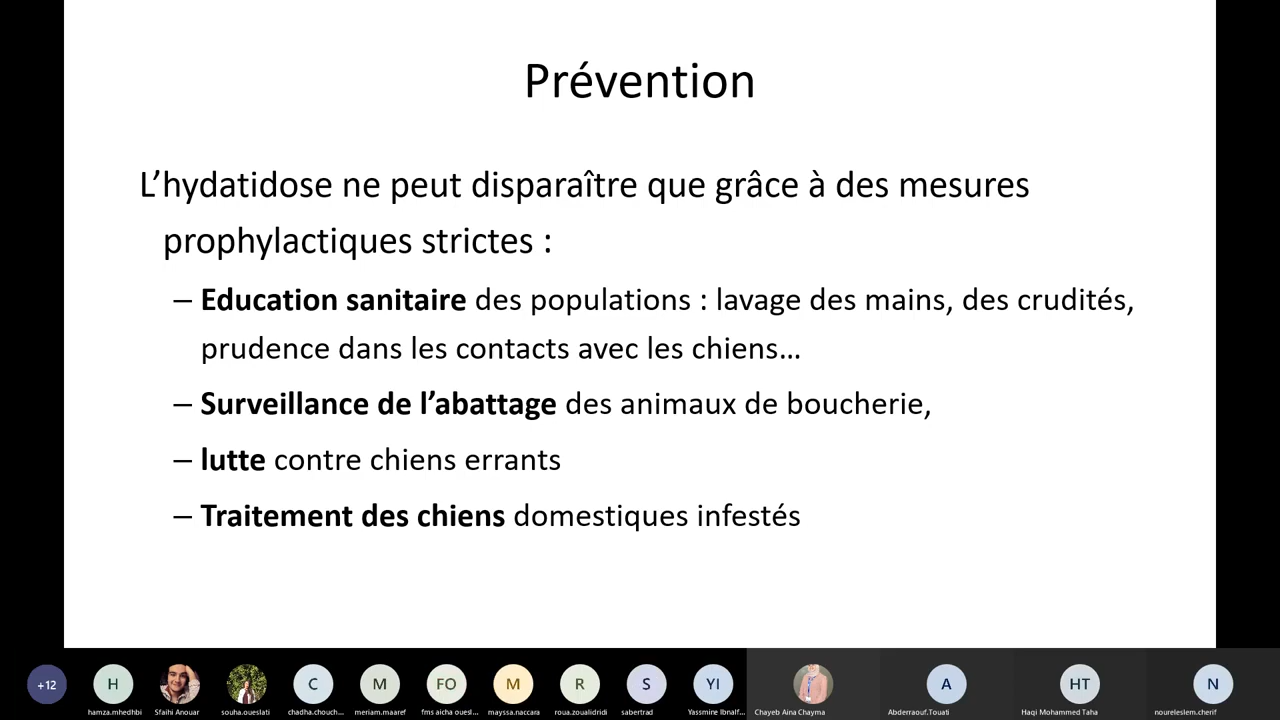 Prévention
L’hydatidose ne peut disparaître que grâce à des mesures
prophylactiques strictes :
– Education sanitaire des populations : lavage des mains, des crudités,
prudence dans les contacts avec les chiens…
– Surveillance de l’abattage des animaux de boucherie,
– lutte contre chiens errants
– Traitement des chiens domestiques infestés
+12 H C M FO M R S YI A HT N
hamza.mhedhbi Sfaihi Anouar souha.oueslati chadha.chouch... meriam.maaref fms aicha ouesl... mayssa.naccara roua.zoualidridi sabertrad Yassmine Ibnalf... Chayeb Aina Chayma Abderraouf.Touati Haqi Mohammed Taha noureleslem.cherif